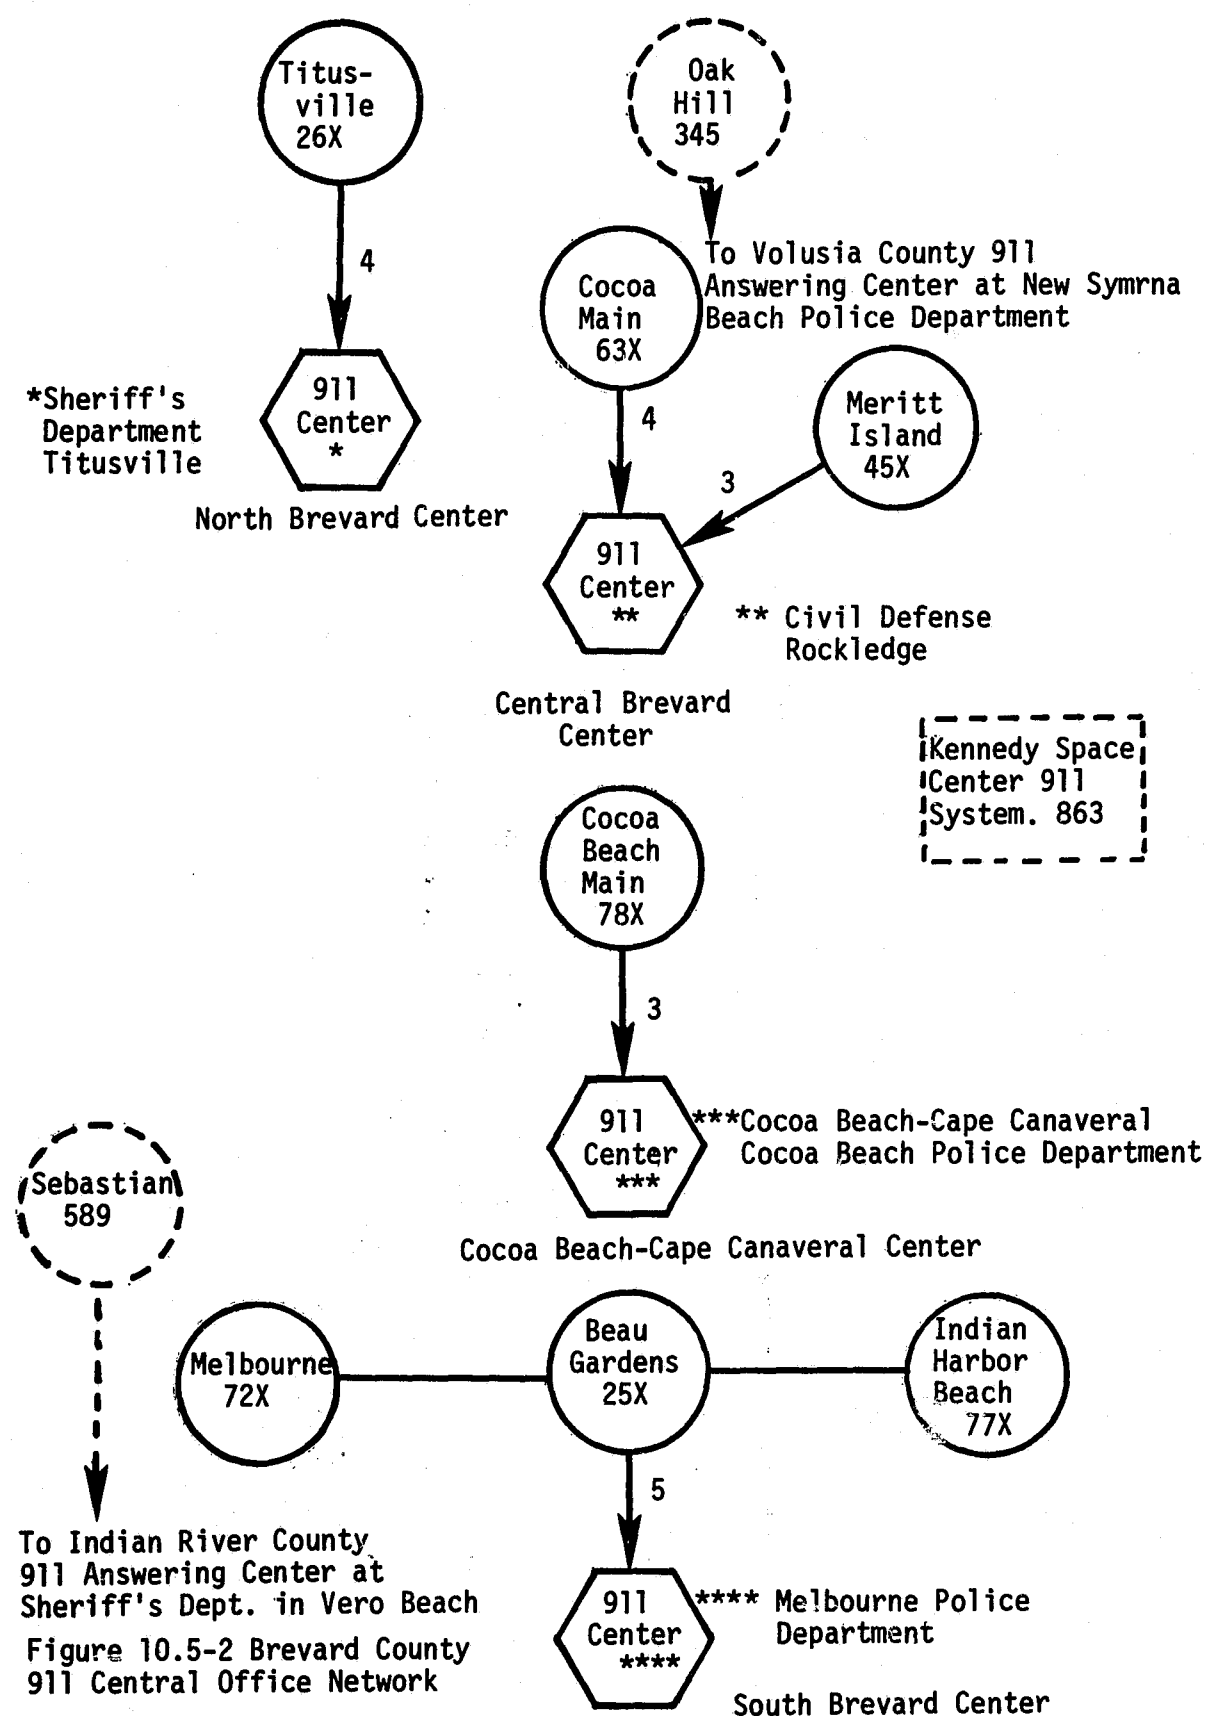 Titus-
ville
26X
Oak
Hill
345
4
To Volusia County 911
Answering Center at New Symrna
Beach Police Department
Cocoa
Main
63X
*Sheriff's
Department
Titusville
911
Center
*
North Brevard Center
4
Meritt
Island
45X
3
911
Center
**
** Civil Defense
Rockledge
Central Brevard
Center
Kennedy Space
Center 911
System. 863
Cocoa
Beach
Main
78X
3
911
Center
***
***Cocoa Beach-Cape Canaveral
Cocoa Beach Police Department
Cocoa Beach-Cape Canaveral Center
Sebastian
589
Melbourne
72X
Beau
Gardens
25X
Indian
Harbor
Beach
77X
5
To Indian River County
911 Answering Center at
Sheriff's Dept. in Vero Beach
911
Center
****
**** Melbourne Police
Department
South Brevard Center
Figure 10.5-2 Brevard County
911 Central Office Network